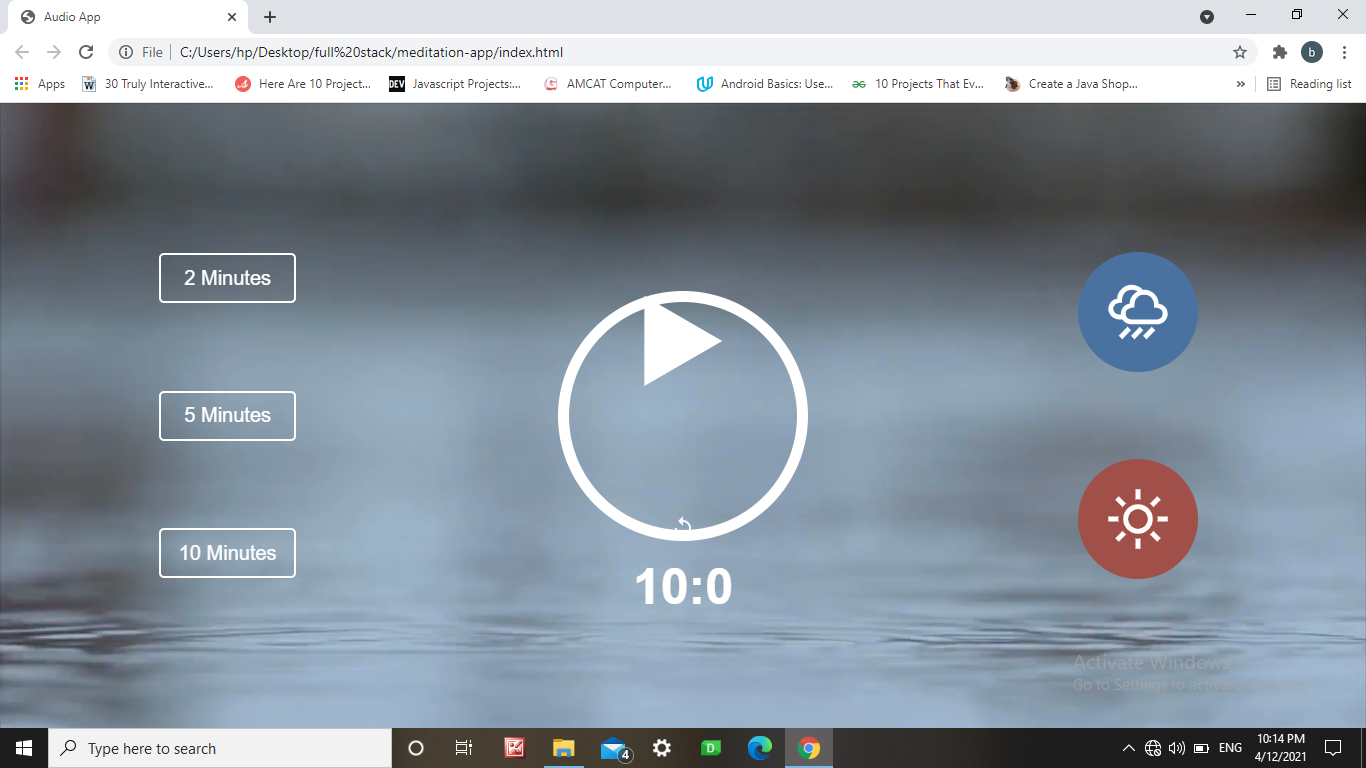 Audio App
File C:/Users/hp/Desktop/full%20stack/meditation-app/index.html
b
Apps 30 Truly Interactive... Here Are 10 Project... DEV Javascript Projects:... AMCAT Computer... Android Basics: Use... 10 Projects That Ev... Create a Java Shop... » Reading list
2 Minutes
5 Minutes
10 Minutes
10:0
Activate Windows
Go to Settings to activate
Type here to search
4
D
ENG
10:14 PM
4/12/2021